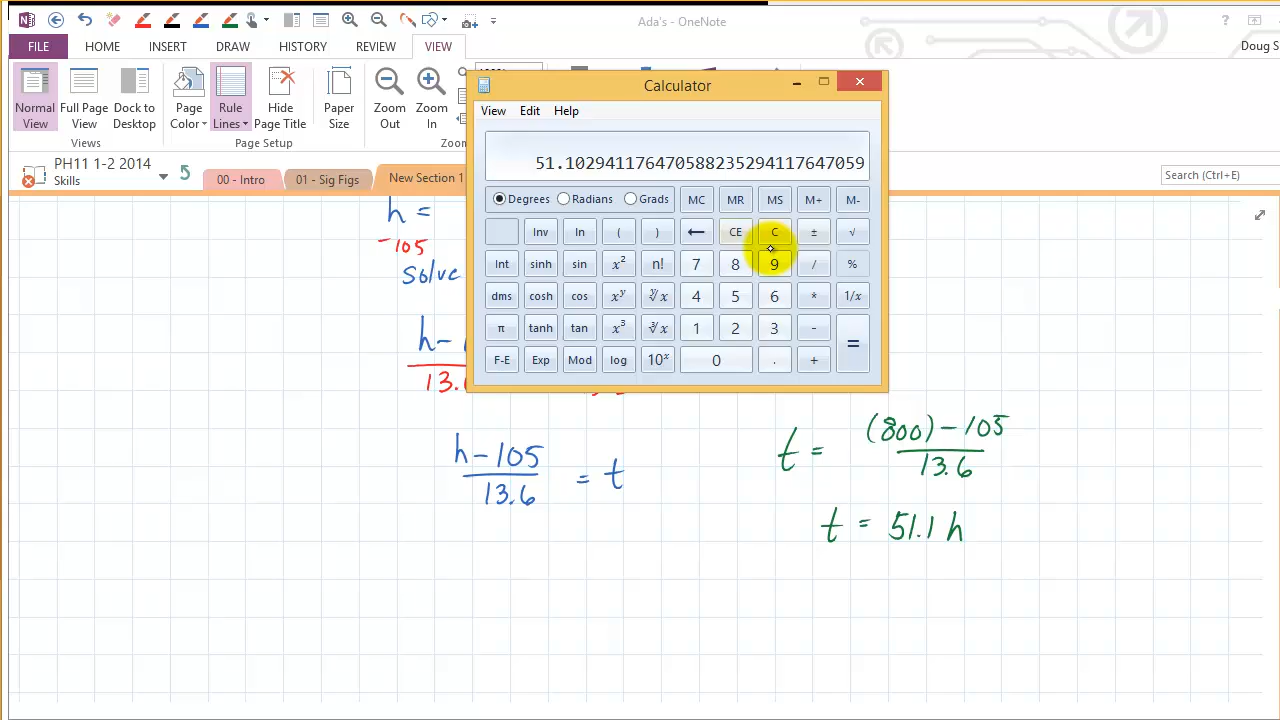 Ada's - OneNote
?
FILE HOME INSERT DRAW HISTORY REVIEW VIEW
Doug S
Normal View
Full Page View
Dock to Desktop
Page Color
Rule Lines
Hide Page Title
Paper Size
Zoom Out
Zoom In
Views
Page Setup
PH11 1-2 2014
Skills
00 - Intro
01 - Sig Figs
New Section 1
Search (Ctrl+E)
Calculator
View Edit Help
51.102941176470588235294117647059
Degrees Radians Grads MC MR MS M+ M-
Inv ln ( ) ← CE C ± √
Int sinh sin x² n! 7 8 9 / %
dms cosh cos xʸ ʸ√x 4 5 6 * 1/x
π tanh tan x³ ³√x 1 2 3 - =
F-E Exp Mod log 10ˣ 0 . +
h =
-105
Solve
h-
13.
h-105
13.6
= t
t = (800) - 105
13.6
t = 51.1 h